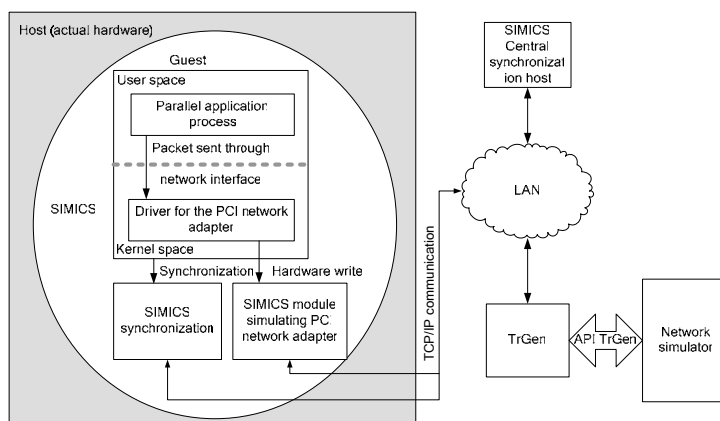 Host (actual hardware)
Guest
User space
Parallel application
process
Packet sent through
network interface
SIMICS
Driver for the PCI network
adapter
Kernel space
Synchronization
Hardware write
SIMICS
synchronization
SIMICS module
simulating PCI
network adapter
TCP/IP communication
SIMICS
Central
synchronizat
ion host
LAN
TrGen
API TrGen
Network
simulator